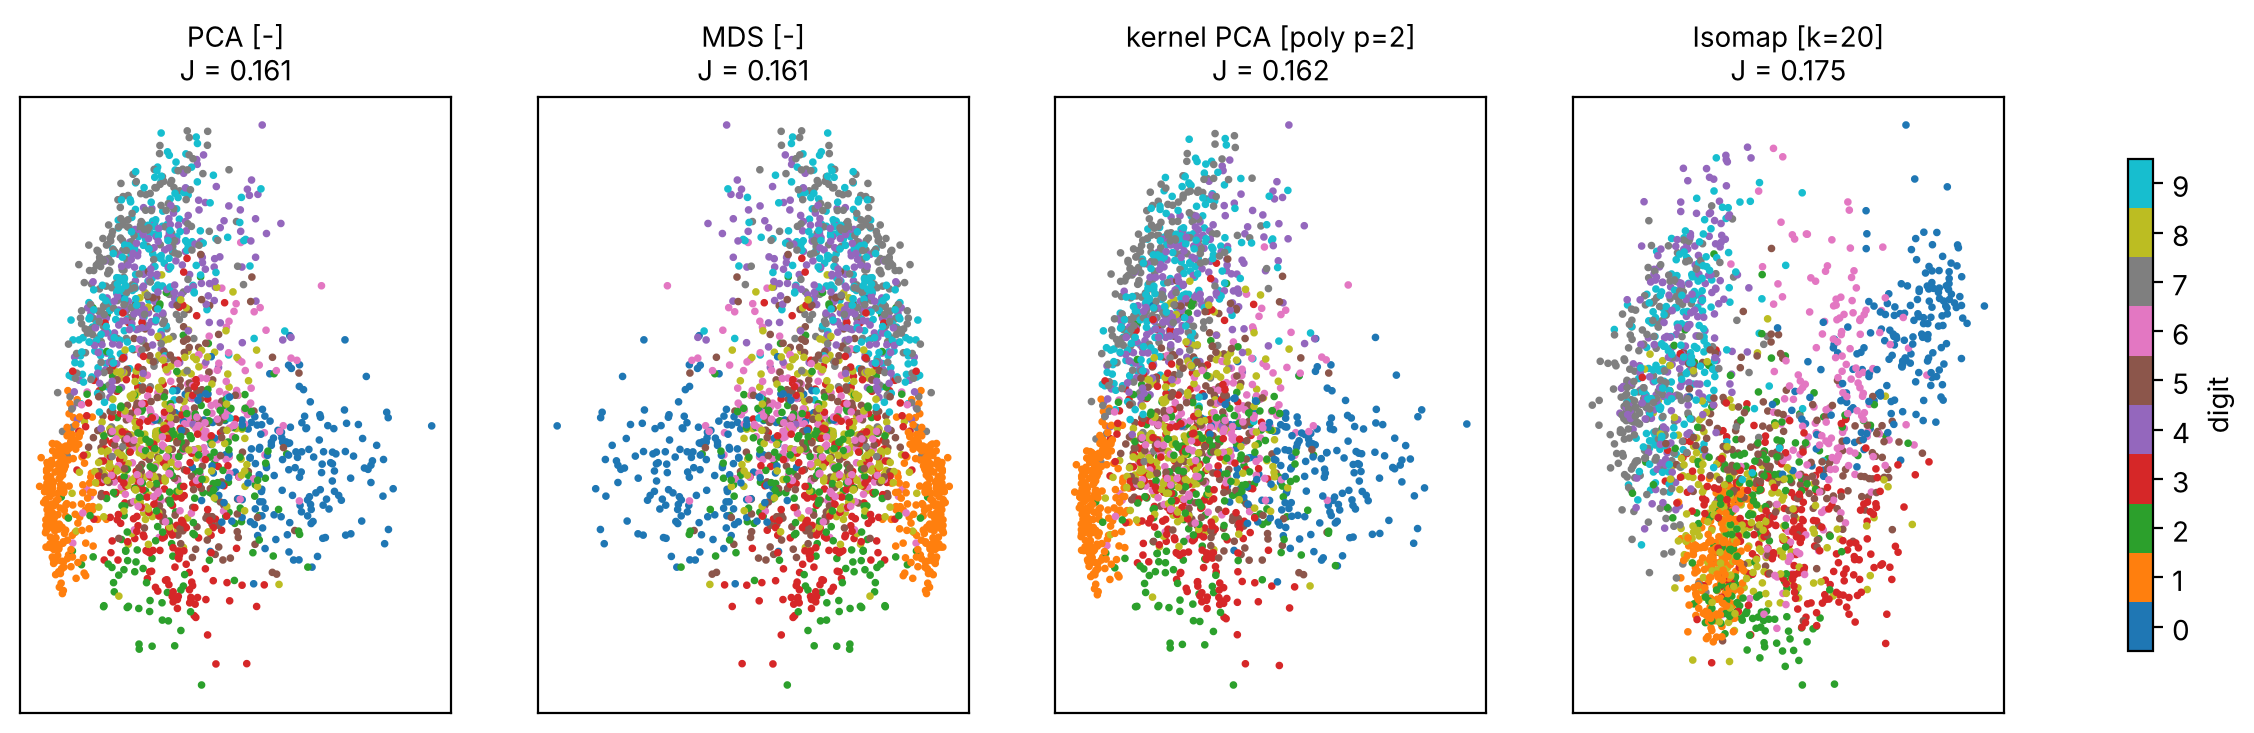 PCA [-]
J = 0.161
MDS [-]
J = 0.161
kernel PCA [poly p=2]
J = 0.162
Isomap [k=20]
J = 0.175
9
8
7
6
5
4
3
2
1
0
digit